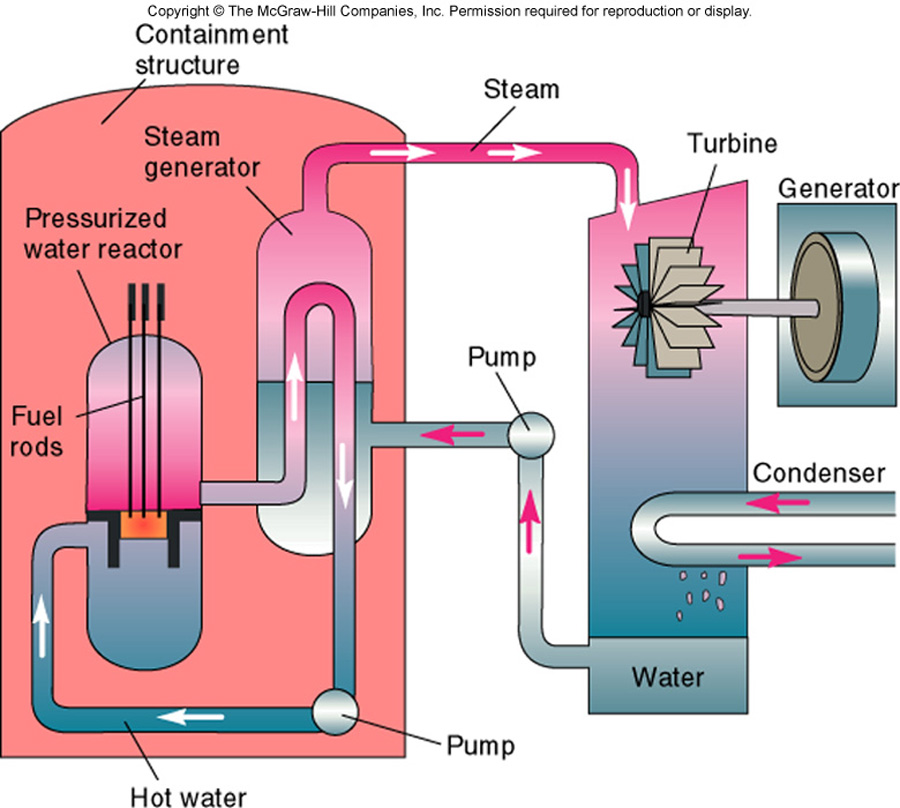 Copyright © The McGraw-Hill Companies, Inc. Permission required for reproduction or display.
Containment
structure
Steam
Steam
generator
Turbine
Generator
Pressurized
water reactor
Pump
Fuel
rods
Condenser
Water
Pump
Hot water